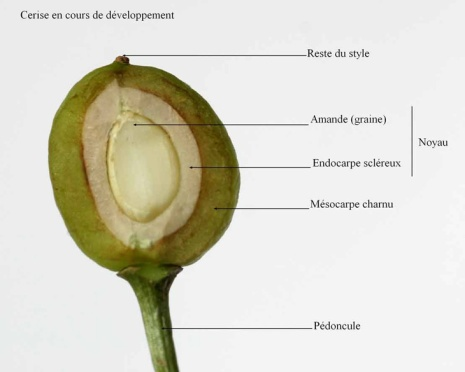 Cerise en cours de développement
Reste du style
Amande (graine)
Endocarpe scléreux
Noyau
Mésocarpe charnu
Pédoncule